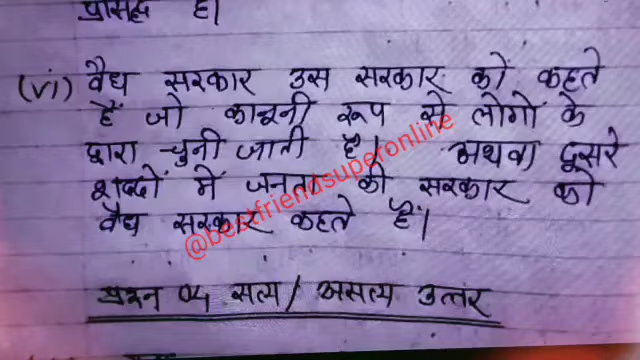 प्रसिद्ध है।
(vi) वैध सरकार उस सरकार को कहते
हैं जो कानूनी रूप से लोगो के
द्वारा चुनी जाती है। अथवा दूसरे
शब्दों में जनता की सरकार को
वैध सरकार कहते हैं।
@bestfriendsuperonline
प्रश्न 04 सत्य / असत्य उत्तर